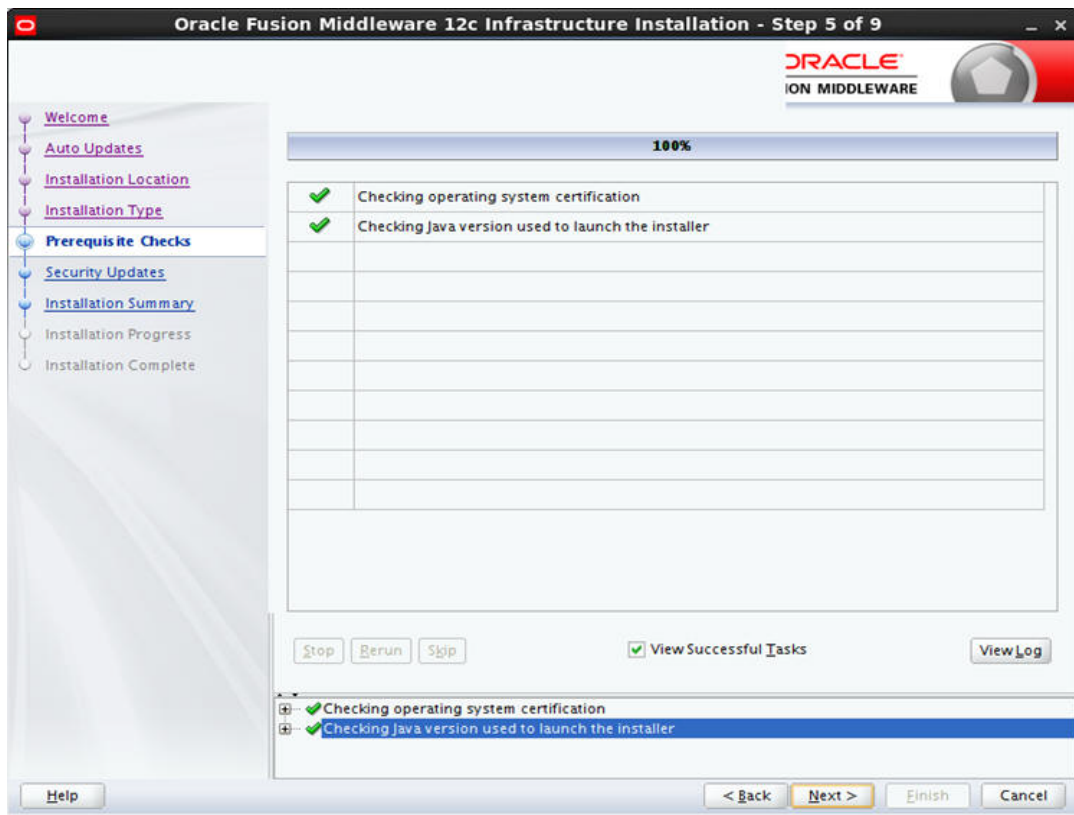 Oracle Fusion Middleware 12c Infrastructure Installation - Step 5 of 9
ORACLE
ION MIDDLEWARE
Welcome
Auto Updates
Installation Location
Installation Type
Prerequisite Checks
Security Updates
Installation Summary
Installation Progress
Installation Complete
100%
Checking operating system certification
Checking Java version used to launch the installer
Stop Rerun Skip View Successful Tasks View Log
Checking operating system certification
Checking Java version used to launch the installer
Help < Back Next > Finish Cancel